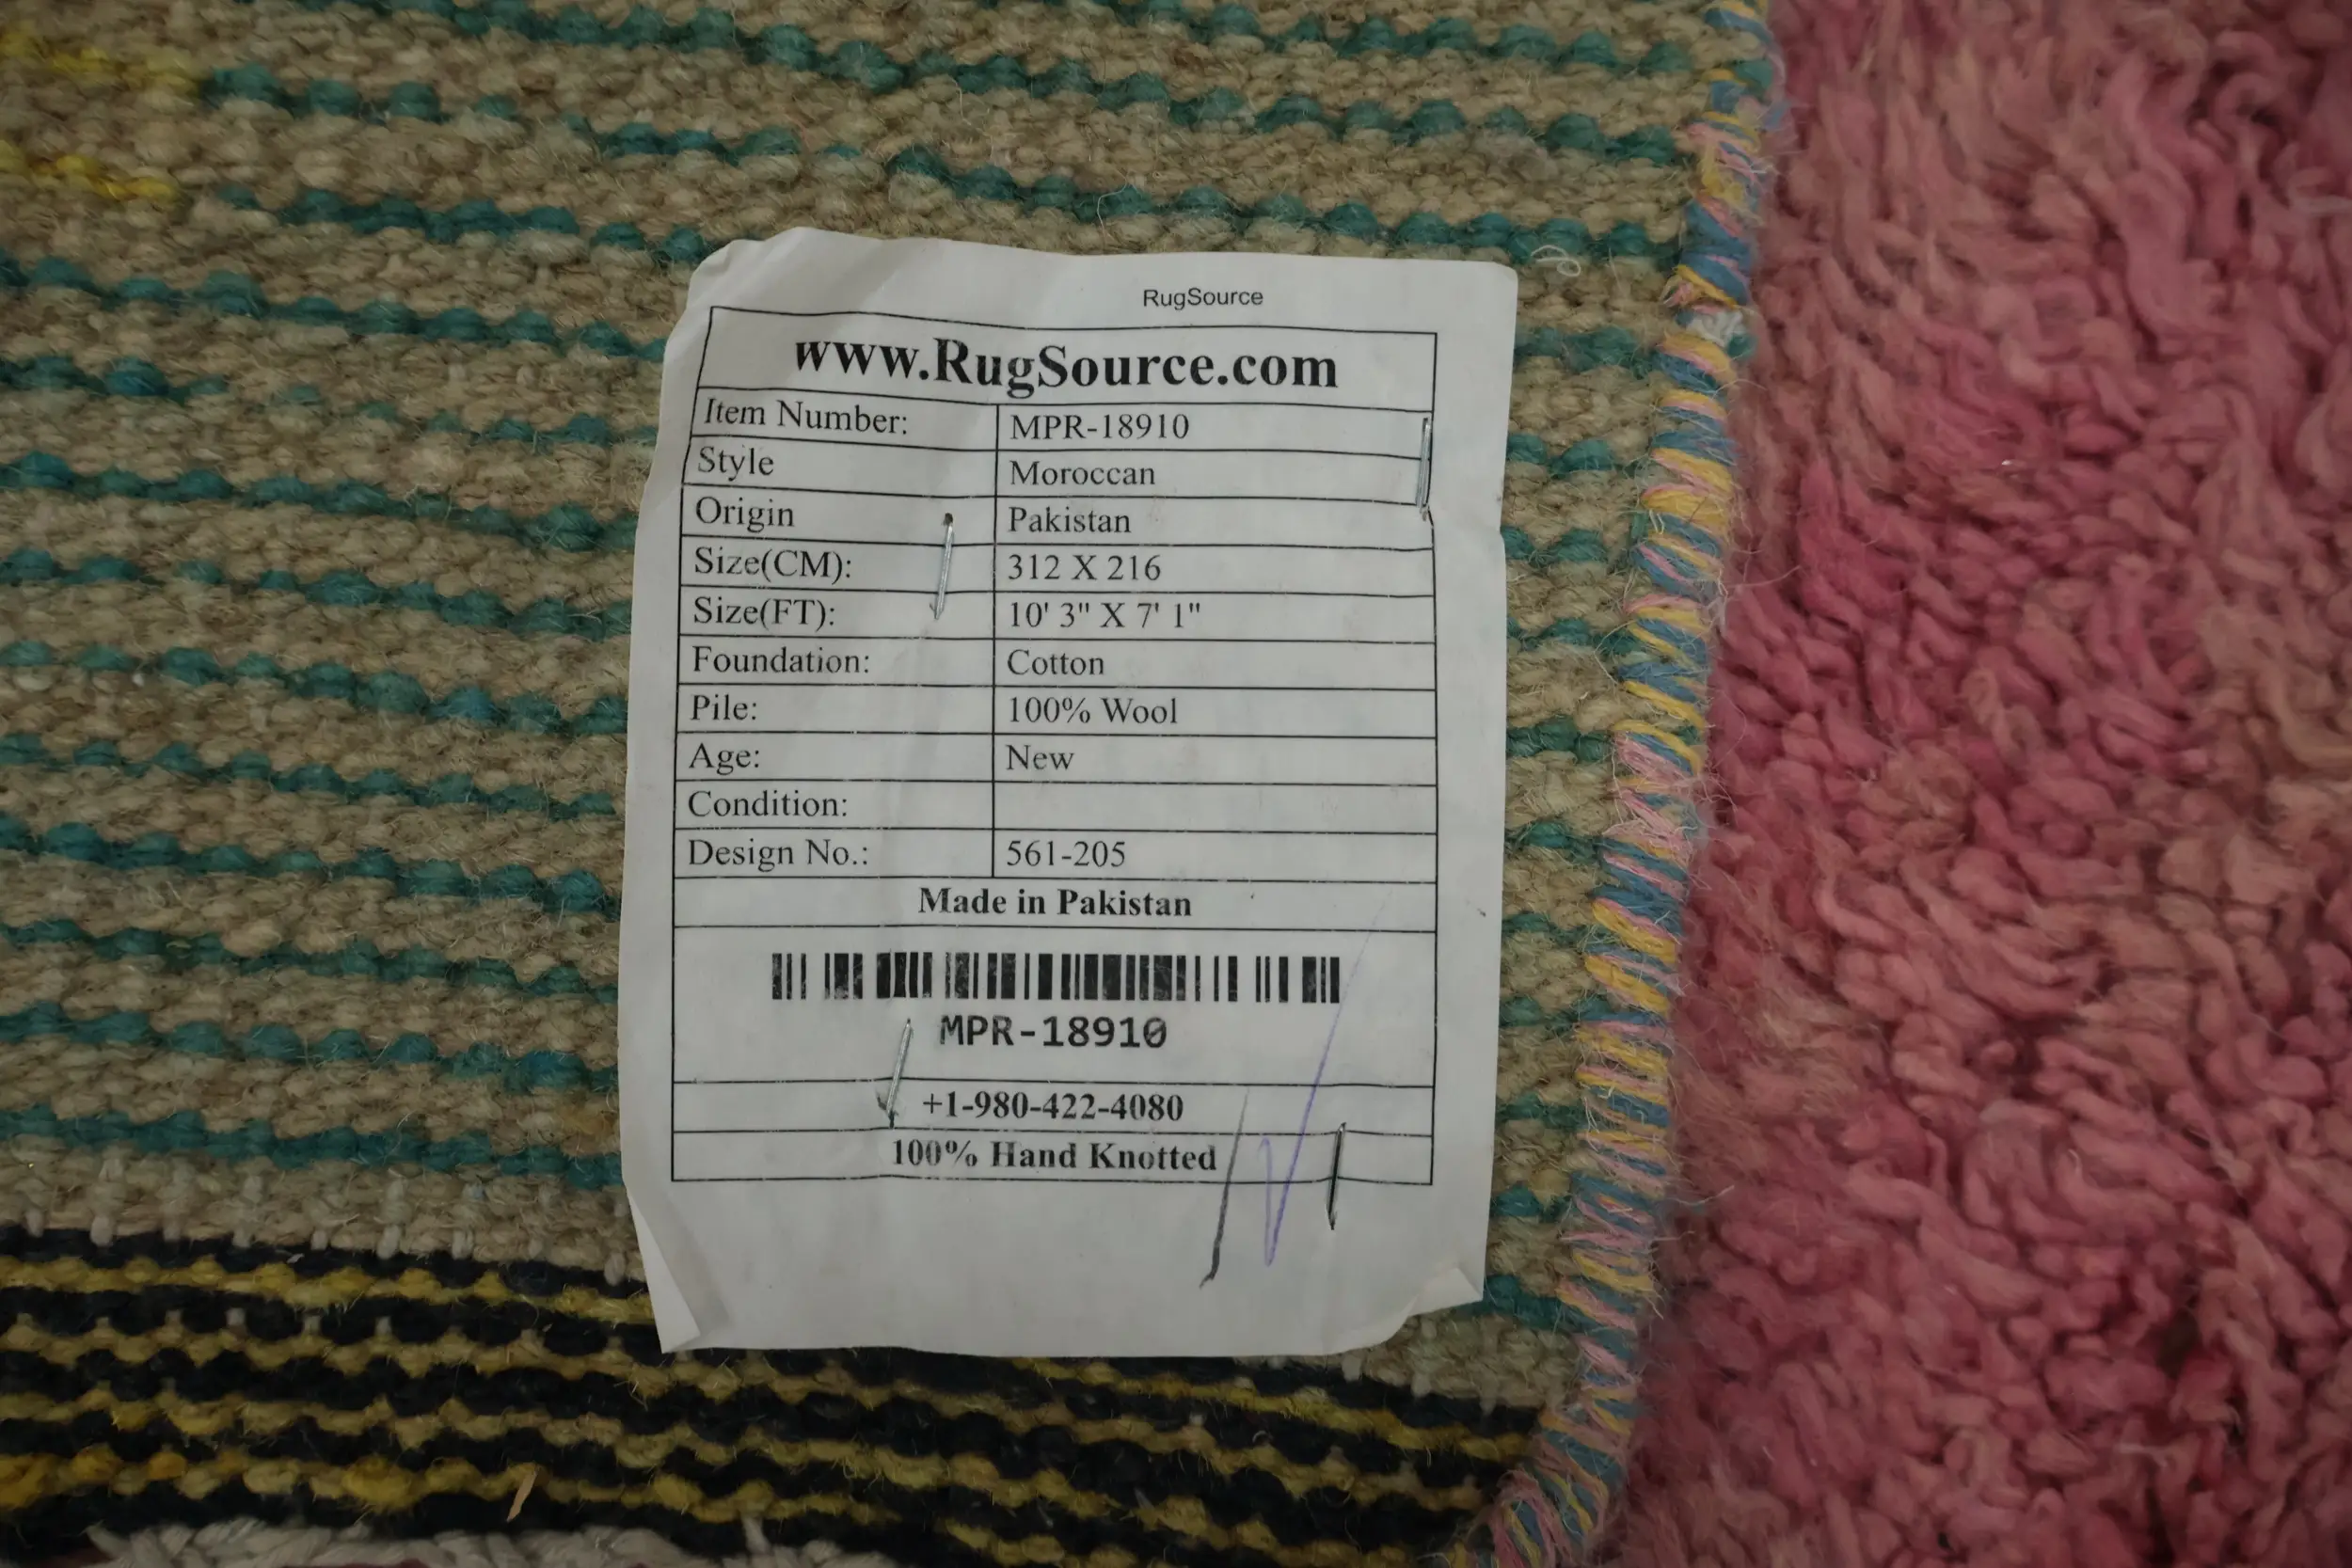 RugSource
www.RugSource.com
Item Number: MPR-18910
Style Moroccan
Origin Pakistan
Size(CM): 312 X 216
Size(FT): 10' 3" X 7' 1"
Foundation: Cotton
Pile: 100% Wool
Age: New
Condition:
Design No.: 561-205
Made in Pakistan
MPR-18910
+1-980-422-4080
100% Hand Knotted